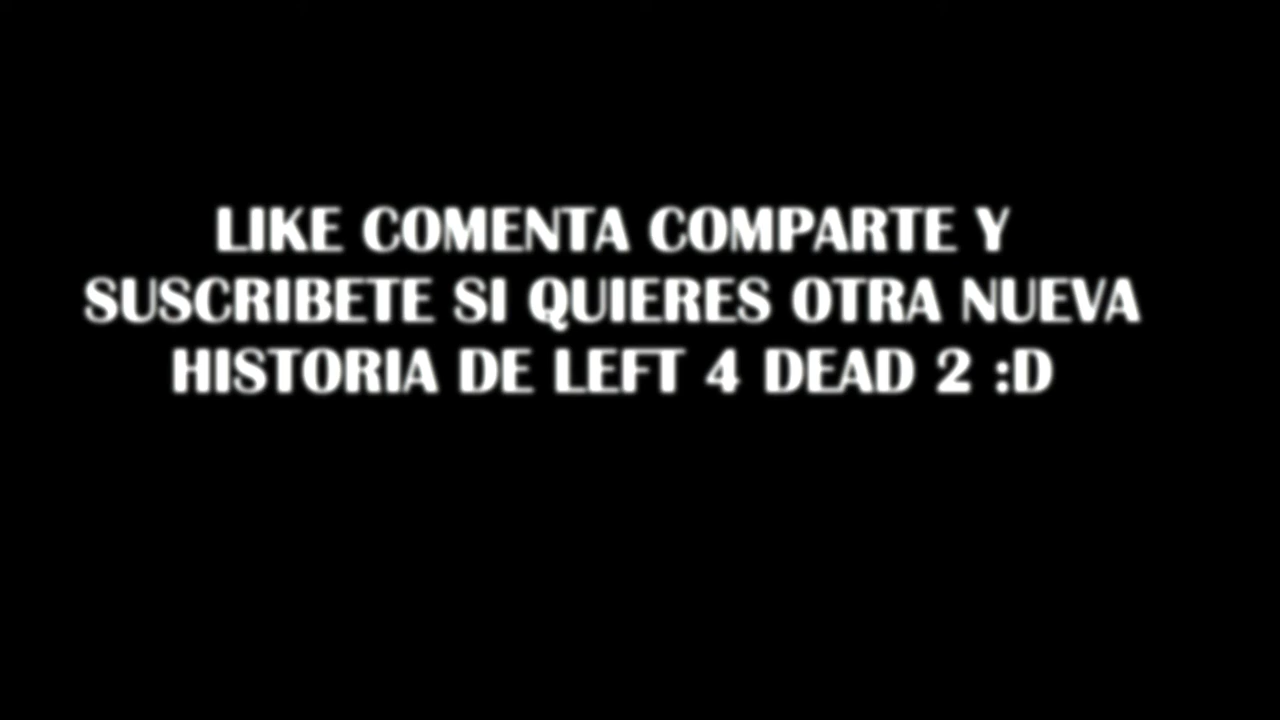 LIKE COMENTA COMPARTE Y
SUSCRIBETE SI QUIERES OTRA NUEVA
HISTORIA DE LEFT 4 DEAD 2 :D